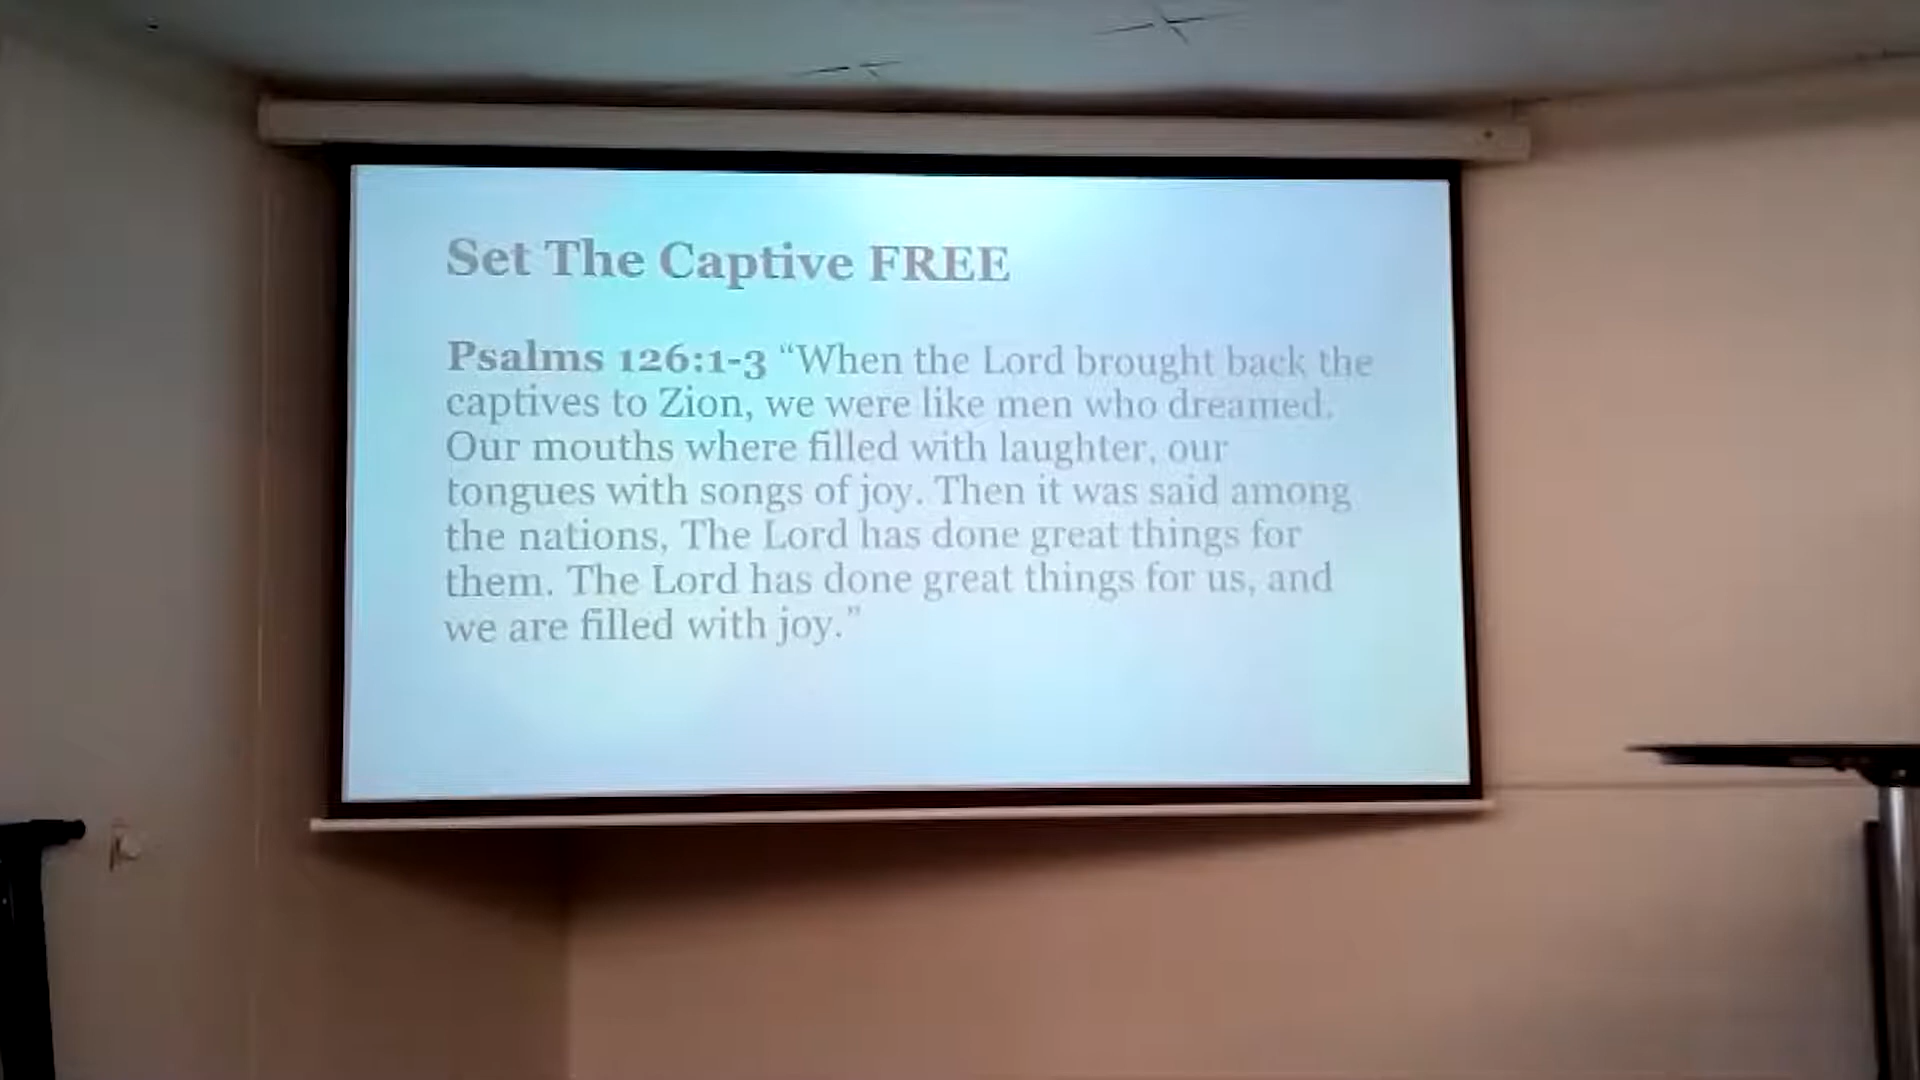 Set The Captive FREE
Psalms 126:1-3 “When the Lord brought back the
captives to Zion, we were like men who dreamed.
Our mouths where filled with laughter, our
tongues with songs of joy. Then it was said among
the nations, The Lord has done great things for
them. The Lord has done great things for us, and
we are filled with joy.”